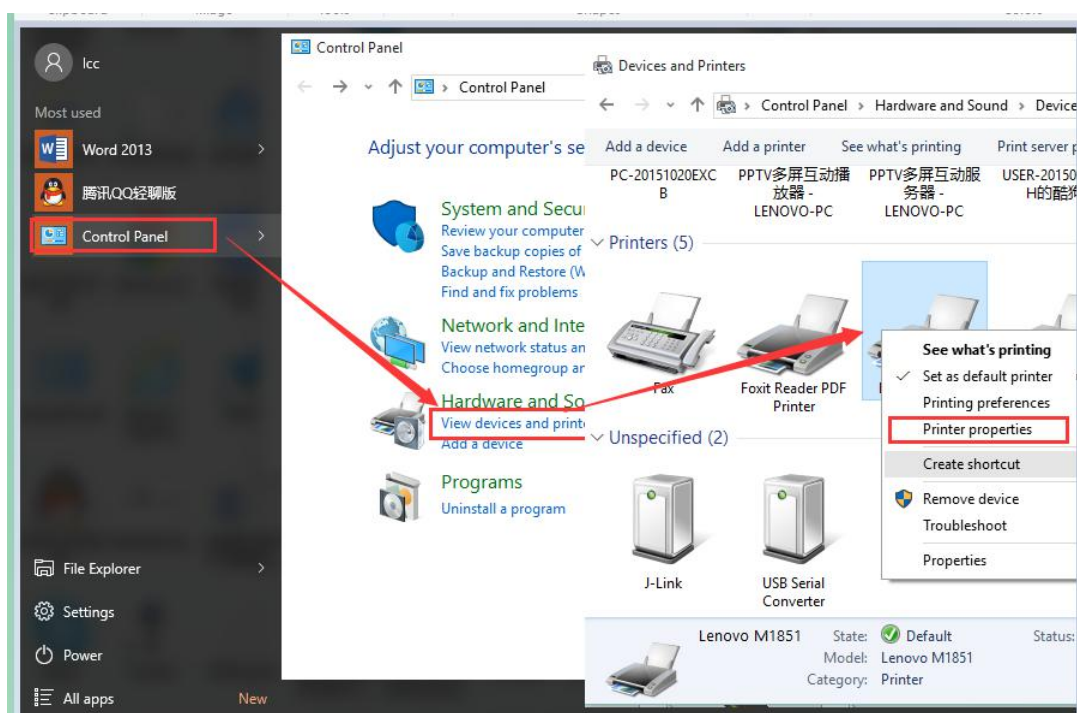 lcc
Most used
Word 2013
腾讯QQ轻聊版
Control Panel
File Explorer
Settings
Power
All apps
New
Control Panel
Control Panel
Adjust your computer's se
System and Secu
Review your computer
Save backup copies of
Backup and Restore (W
Find and fix problems
Network and Inte
View network status an
Choose homegroup an
Hardware and So
View devices and printe
Add a device
Programs
Uninstall a program
Devices and Printers
Control Panel > Hardware and Sound > Device
Add a device
Add a printer
See what's printing
Print server p
PC-20151020EXC
B
PPTV多屏互动播
放器 -
LENOVO-PC
PPTV多屏互动服
务器 -
LENOVO-PC
USER-20150
H的酷狗
Printers (5)
Fax
Foxit Reader PDF
Printer
See what's printing
Set as default printer
Printing preferences
Printer properties
Create shortcut
Remove device
Troubleshoot
Properties
Unspecified (2)
J-Link
USB Serial
Converter
Lenovo M1851
State: Default
Status:
Model: Lenovo M1851
Category: Printer